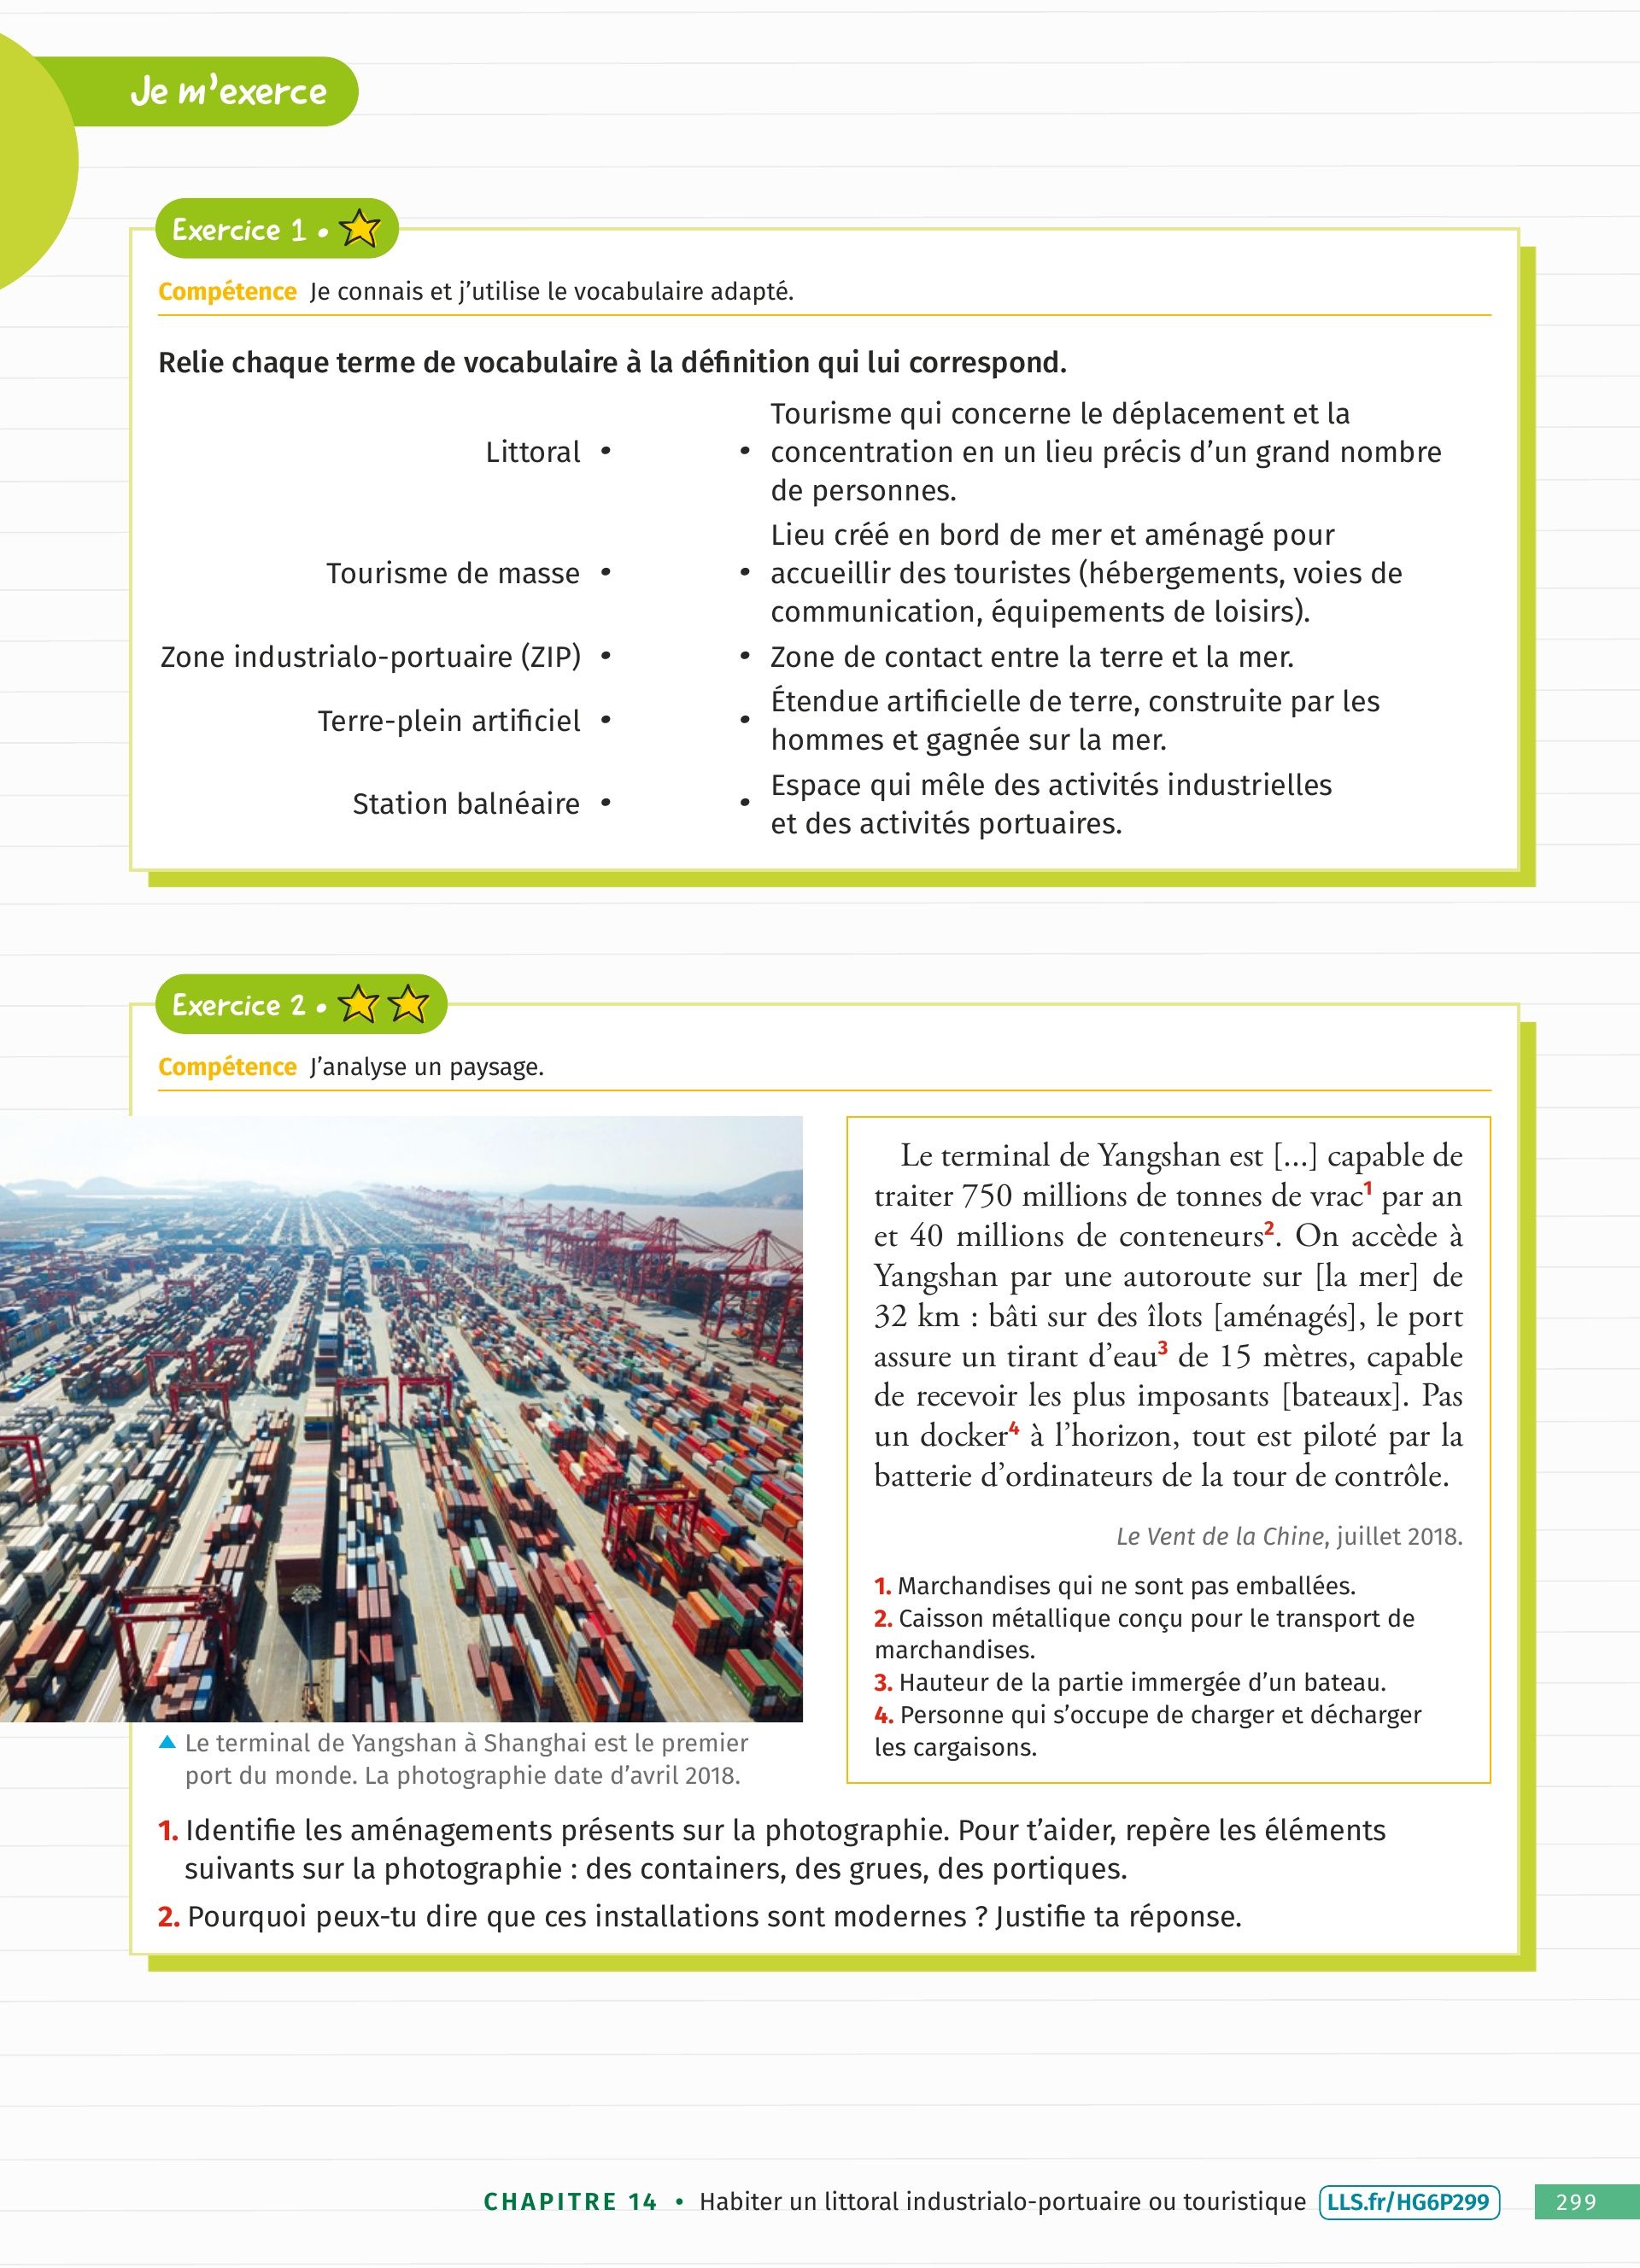 Je m'exerce
Exercice 1 •
Compétence Je connais et j'utilise le vocabulaire adapté.
Relie chaque terme de vocabulaire à la définition qui lui correspond.
Littoral •
• Tourisme qui concerne le déplacement et la
concentration en un lieu précis d'un grand nombre
de personnes.
Tourisme de masse •
• Lieu créé en bord de mer et aménagé pour
accueillir des touristes (hébergements, voies de
communication, équipements de loisirs).
Zone industrialo-portuaire (ZIP) •
• Zone de contact entre la terre et la mer.
Terre-plein artificiel •
• Étendue artificielle de terre, construite par les
hommes et gagnée sur la mer.
Station balnéaire •
• Espace qui mêle des activités industrielles
et des activités portuaires.
Exercice 2 •
Compétence J'analyse un paysage.
Le terminal de Yangshan est [...] capable de
traiter 750 millions de tonnes de vrac1 par an
et 40 millions de conteneurs2. On accède à
Yangshan par une autoroute sur [la mer] de
32 km : bâti sur des îlots [aménagés], le port
assure un tirant d'eau3 de 15 mètres, capable
de recevoir les plus imposants [bateaux]. Pas
un docker4 à l'horizon, tout est piloté par la
batterie d'ordinateurs de la tour de contrôle.
Le Vent de la Chine, juillet 2018.
1. Marchandises qui ne sont pas emballées.
2. Caisson métallique conçu pour le transport de
marchandises.
3. Hauteur de la partie immergée d'un bateau.
4. Personne qui s'occupe de charger et décharger
les cargaisons.
Le terminal de Yangshan à Shanghai est le premier
port du monde. La photographie date d'avril 2018.
1. Identifie les aménagements présents sur la photographie. Pour t'aider, repère les éléments
suivants sur la photographie : des containers, des grues, des portiques.
2. Pourquoi peux-tu dire que ces installations sont modernes ? Justifie ta réponse.
CHAPITRE 14 • Habiter un littoral industrialo-portuaire ou touristique LLS.fr/HG6P299 299